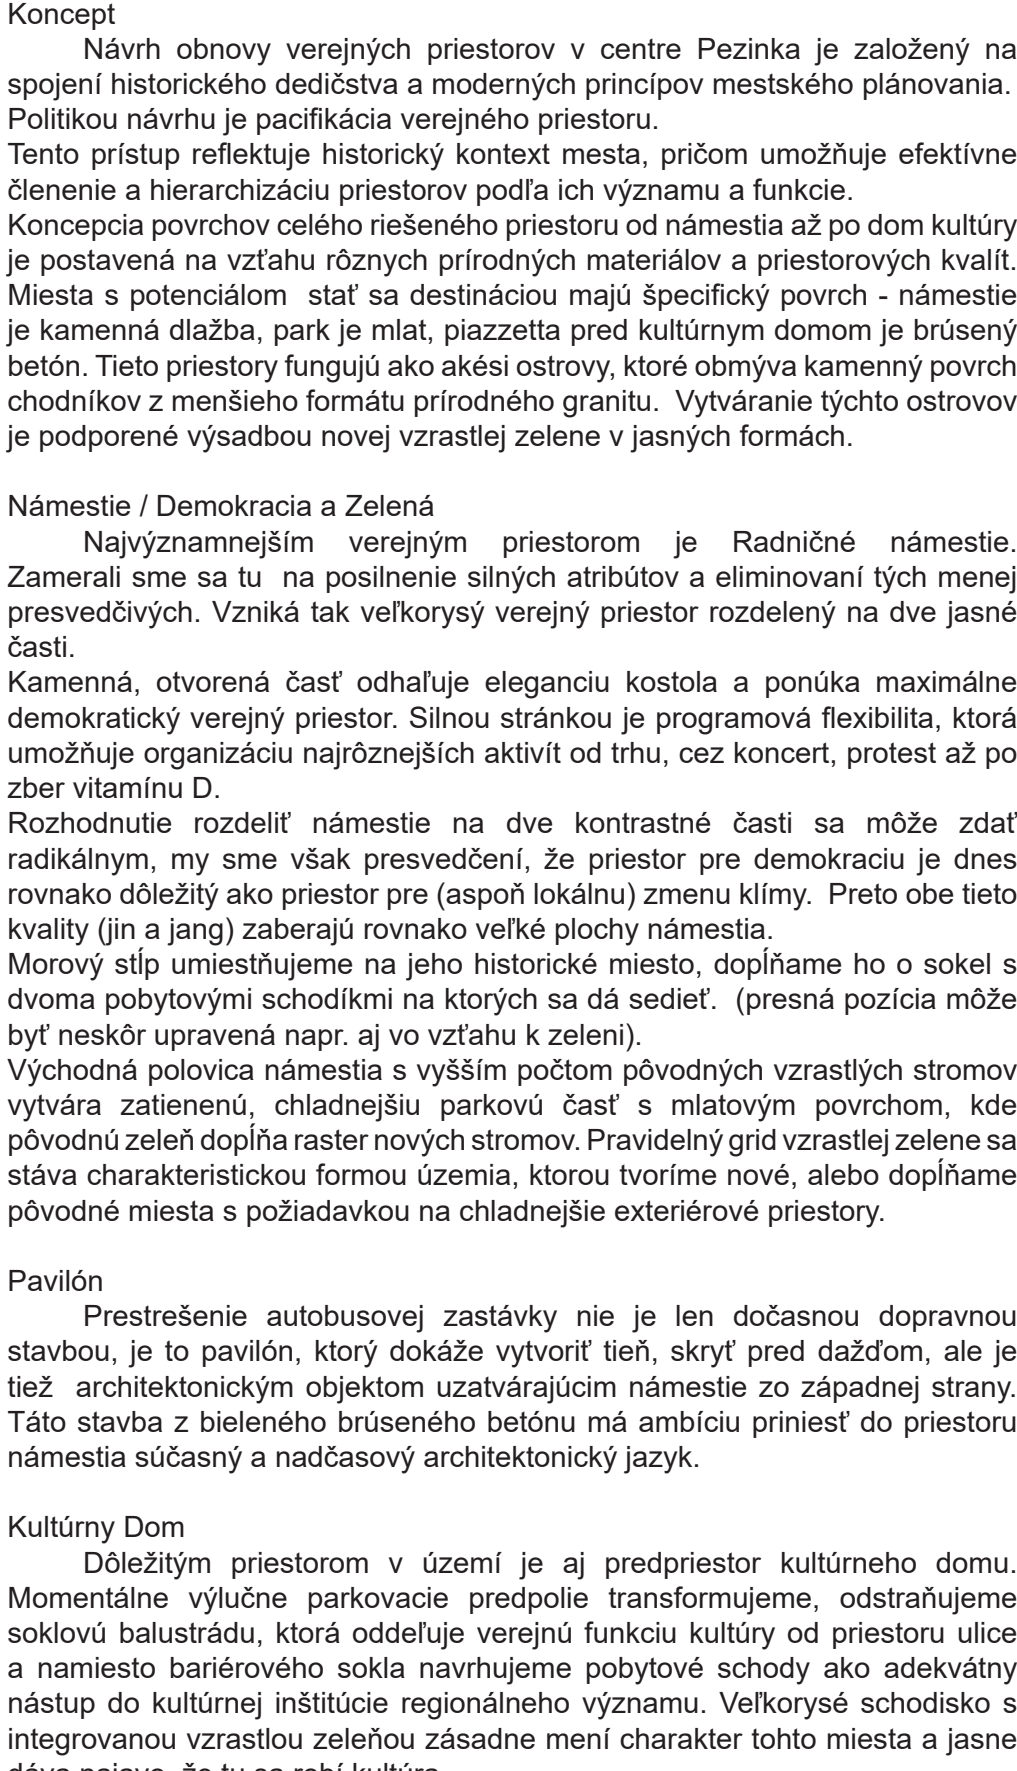 Koncept
Návrh obnovy verejných priestorov v centre Pezinka je založený na
spojení historického dedičstva a moderných princípov mestského plánovania.
Politikou návrhu je pacifikácia verejného priestoru.
Tento prístup reflektuje historický kontext mesta, pričom umožňuje efektívne
členenie a hierarchizáciu priestorov podľa ich významu a funkcie.
Koncepcia povrchov celého riešeného priestoru od námestia až po dom kultúry
je postavená na vzťahu rôznych prírodných materiálov a priestorových kvalít.
Miesta s potenciálom  stať sa destináciou majú špecifický povrch - námestie
je kamenná dlažba, park je mlat, piazzetta pred kultúrnym domom je brúsený
betón. Tieto priestory fungujú ako akési ostrovy, ktoré obmýva kamenný povrch
chodníkov z menšieho formátu prírodného granitu.  Vytváranie týchto ostrovov
je podporené výsadbou novej vzrastlej zelene v jasných formách.

Námestie / Demokracia a Zelená
Najvýznamnejším verejným priestorom je Radničné námestie.
Zamerali sme sa tu  na posilnenie silných atribútov a eliminovaní tých menej
presvedčivých. Vzniká tak veľkorysý verejný priestor rozdelený na dve jasné
časti.
Kamenná, otvorená časť odhaľuje eleganciu kostola a ponúka maximálne
demokratický verejný priestor. Silnou stránkou je programová flexibilita, ktorá
umožňuje organizáciu najrôznejších aktivít od trhu, cez koncert, protest až po
zber vitamínu D.
Rozhodnutie rozdeliť námestie na dve kontrastné časti sa môže zdať
radikálnym, my sme však presvedčení, že priestor pre demokraciu je dnes
rovnako dôležitý ako priestor pre (aspoň lokálnu) zmenu klímy.  Preto obe tieto
kvality (jin a jang) zaberajú rovnako veľké plochy námestia.
Morový stĺp umiestňujeme na jeho historické miesto, dopĺňame ho o sokel s
dvoma pobytovými schodíkmi na ktorých sa dá sedieť.  (presná pozícia môže
byť neskôr upravená napr. aj vo vzťahu k zeleni).
Východná polovica námestia s vyšším počtom pôvodných vzrastlých stromov
vytvára zatienenú, chladnejšiu parkovú časť s mlatovým povrchom, kde
pôvodnú zeleň dopĺňa raster nových stromov. Pravidelný grid vzrastlej zelene sa
stáva charakteristickou formou územia, ktorou tvoríme nové, alebo dopĺňame
pôvodné miesta s požiadavkou na chladnejšie exteriérové priestory.

Pavilón
Prestrešenie autobusovej zastávky nie je len dočasnou dopravnou
stavbou, je to pavilón, ktorý dokáže vytvoriť tieň, skryť pred dažďom, ale je
tiež  architektonickým objektom uzatvárajúcim námestie zo západnej strany.
Táto stavba z bieleného brúseného betónu má ambíciu priniesť do priestoru
námestia súčasný a nadčasový architektonický jazyk.

Kultúrny Dom
Dôležitým priestorom v území je aj predpriestor kultúrneho domu.
Momentálne výlučne parkovacie predpolie transformujeme, odstraňujeme
soklovú balustrádu, ktorá oddeľuje verejnú funkciu kultúry od priestoru ulice
a namiesto bariérového sokla navrhujeme pobytové schody ako adekvátny
nástup do kultúrnej inštitúcie regionálneho významu. Veľkorysé schodisko s
integrovanou vzrastlou zeleňou zásadne mení charakter tohto miesta a jasne